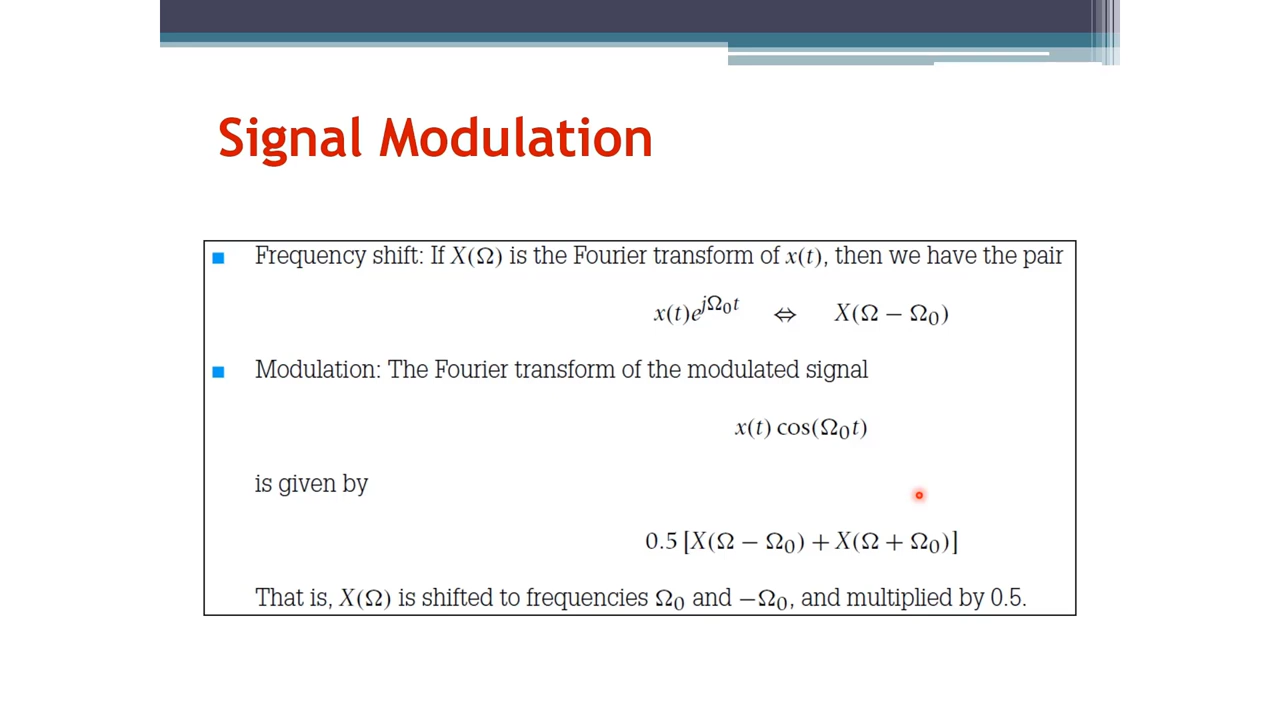 Signal Modulation
Frequency shift: If X(Ω) is the Fourier transform of x(t), then we have the pair
x(t)e^{jΩ₀t} ⇔ X(Ω − Ω₀)
Modulation: The Fourier transform of the modulated signal
x(t) cos(Ω₀t)
is given by
0.5 [X(Ω − Ω₀) + X(Ω + Ω₀)]
That is, X(Ω) is shifted to frequencies Ω₀ and −Ω₀, and multiplied by 0.5.